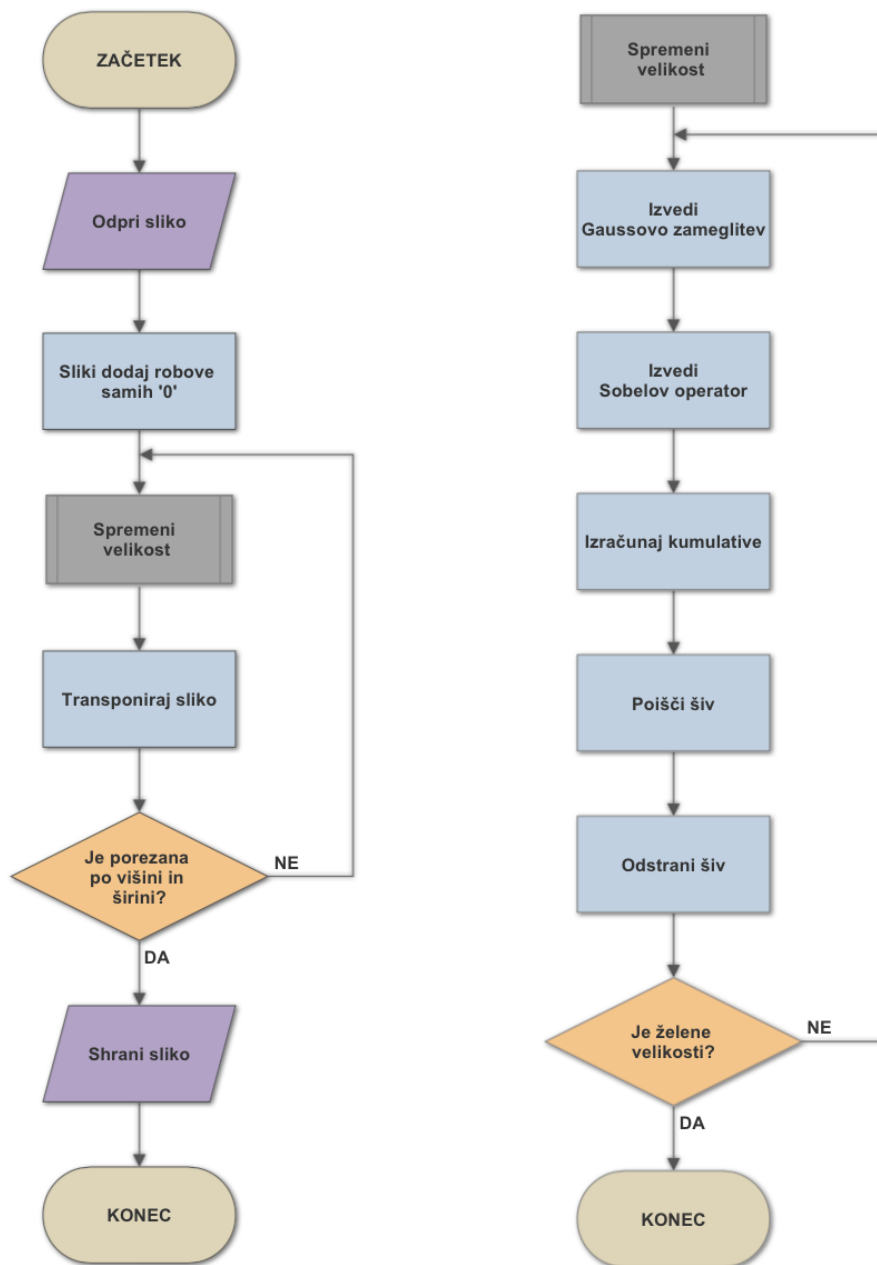 ZAČETEK
Odpri sliko
Sliki dodaj robove
samih '0'
Spremeni
velikost
Transponiraj sliko
Je porezana
po višini in
širini?
NE
DA
Shrani sliko
KONEC
Spremeni
velikost
Izvedi
Gaussovo zameglitev
Izvedi
Sobelov operator
Izračunaj kumulative
Poišči šiv
Odstrani šiv
Je želene
velikosti?
NE
DA
KONEC